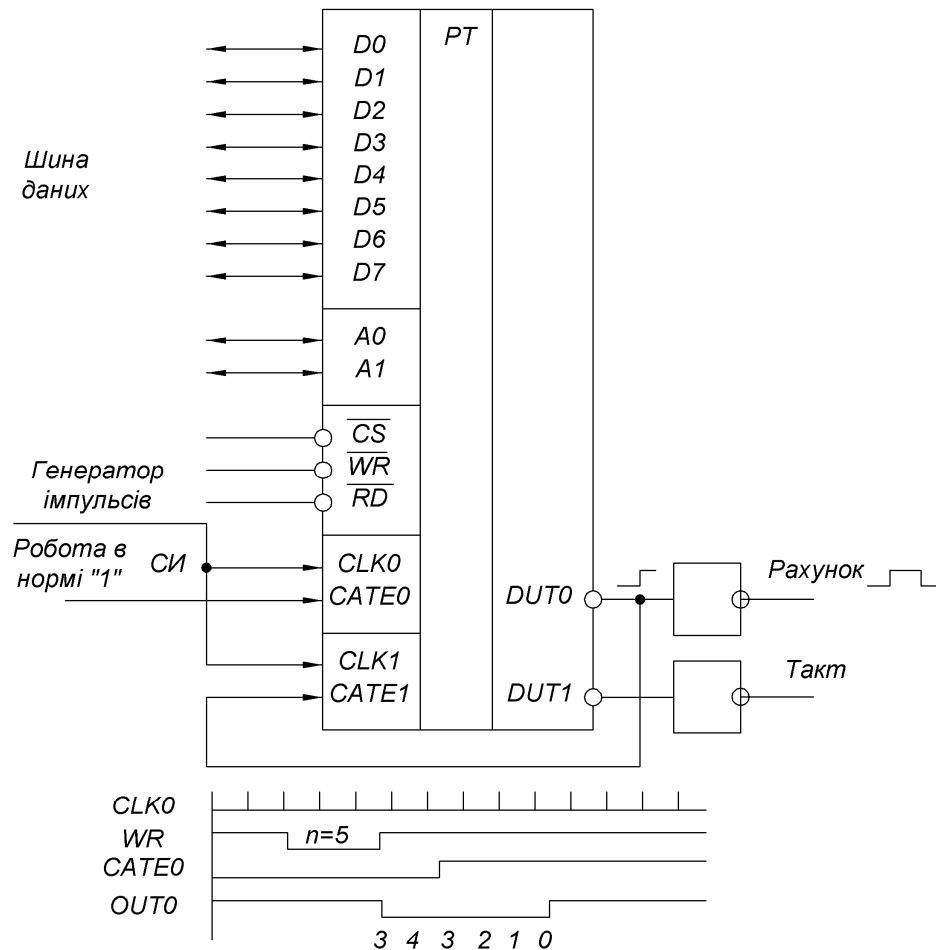 D0
PT
D1
D2
D3
Шина
D4
даних
D5
D6
D7
A0
A1
CS
WR
RD
Генератор
імпульсів
Робота в
нормі "1"
СИ
CLK0
CATE0
DUT0
Рахунок
CLK1
CATE1
DUT1
Такт
CLK0
WR n=5
CATE0
OUT0
3 4 3 2 1 0